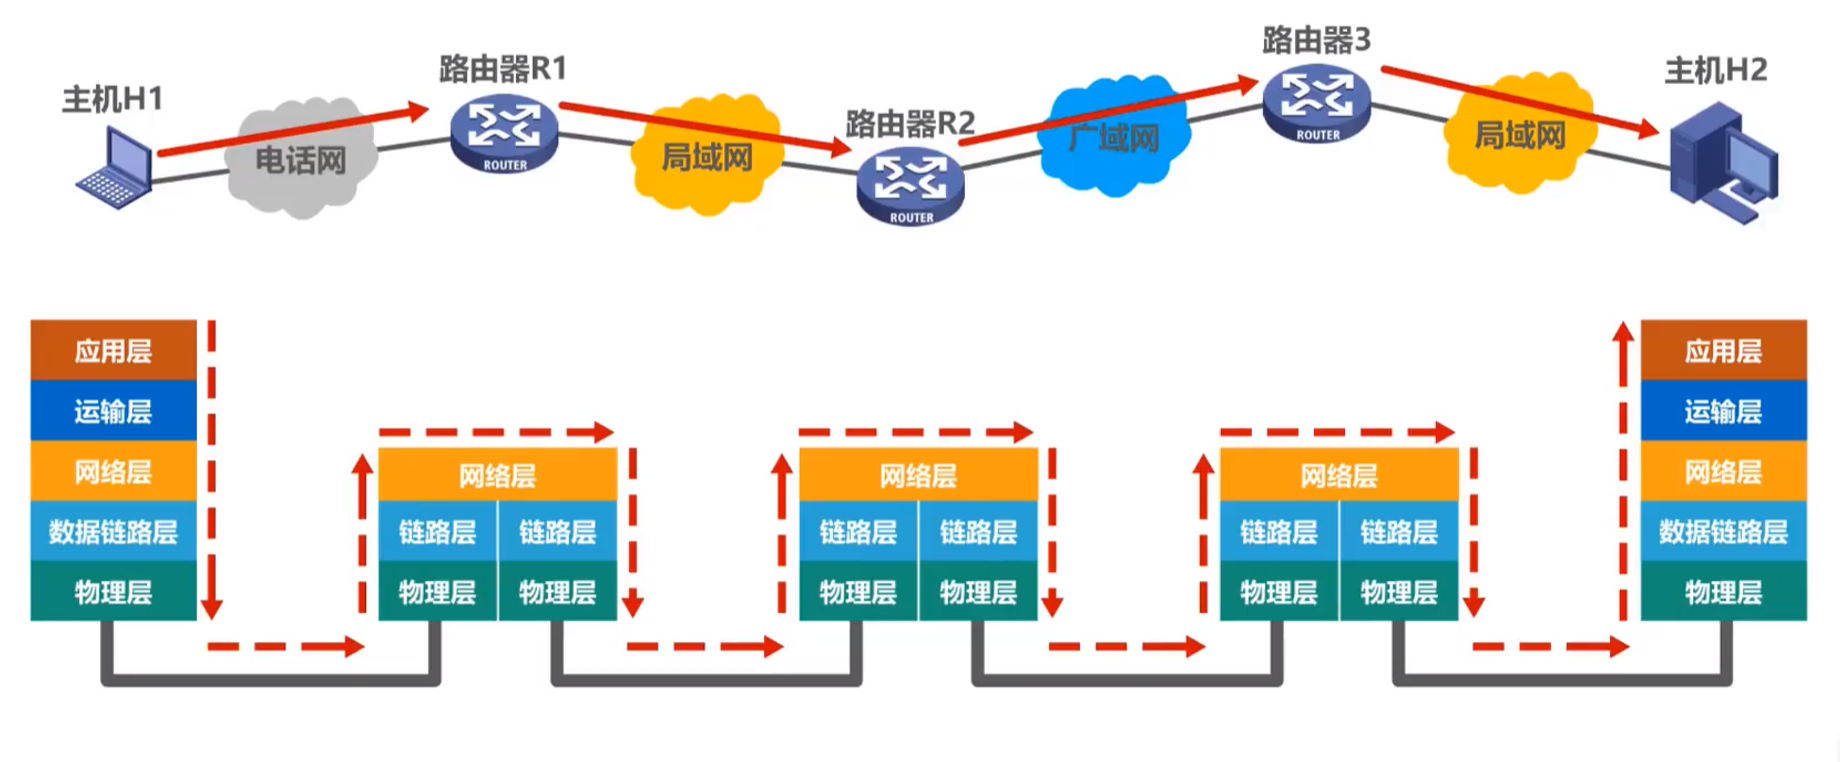 主机H1
电话网
路由器R1
ROUTER
局域网
路由器R2
ROUTER
广域网
路由器3
ROUTER
局域网
主机H2
应用层
运输层
网络层
数据链路层
物理层
网络层
链路层 链路层
物理层 物理层
网络层
链路层 链路层
物理层 物理层
网络层
链路层 链路层
物理层 物理层
应用层
运输层
网络层
数据链路层
物理层